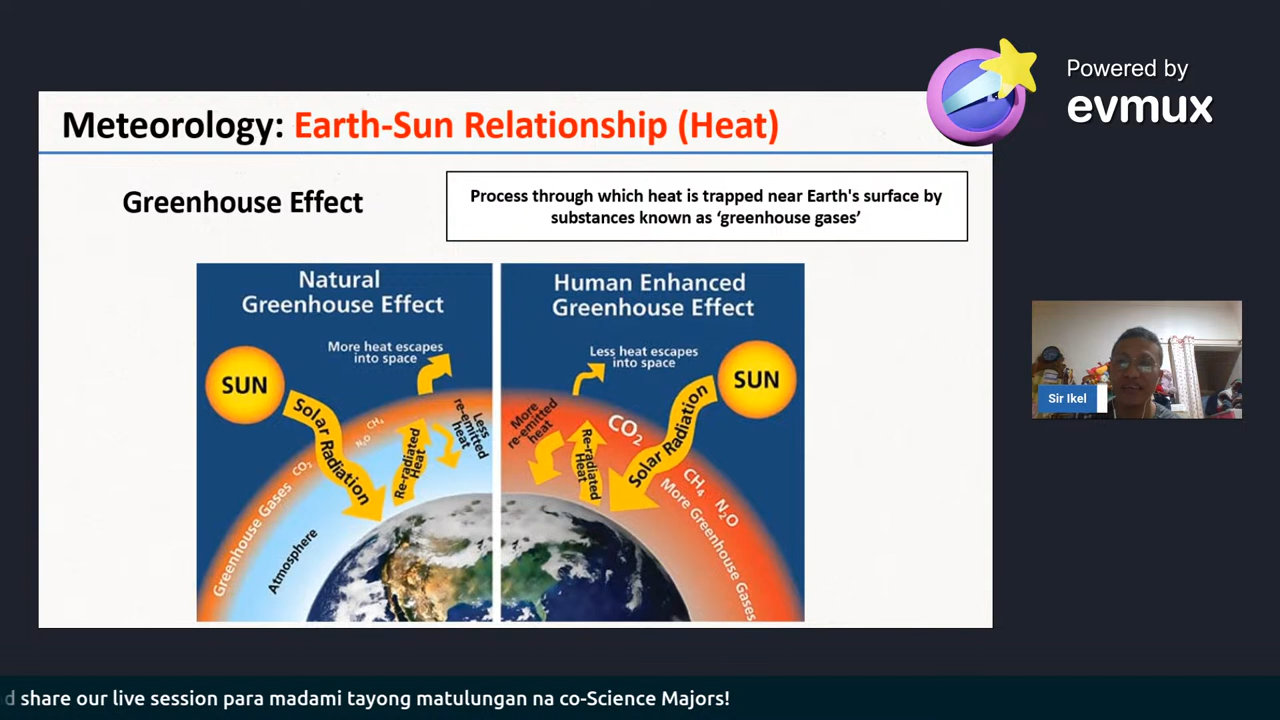 Powered by
evmux
Meteorology: Earth-Sun Relationship (Heat)
Greenhouse Effect
Process through which heat is trapped near Earth's surface by
substances known as ‘greenhouse gases’
Natural
Greenhouse Effect
More heat escapes
into space
SUN
Solar Radiation
CH4
N2O
CO2
Greenhouse Gases
Atmosphere
Re-radiated
Heat
Less
re-emitted
heat
Human Enhanced
Greenhouse Effect
Less heat escapes
into space
SUN
Solar Radiation
More
re-emitted
heat
Re-radiated
Heat
CO2
CH4
N2O
More Greenhouse Gases
Sir Ikel
d share our live session para madami tayong matulungan na co-Science Majors!